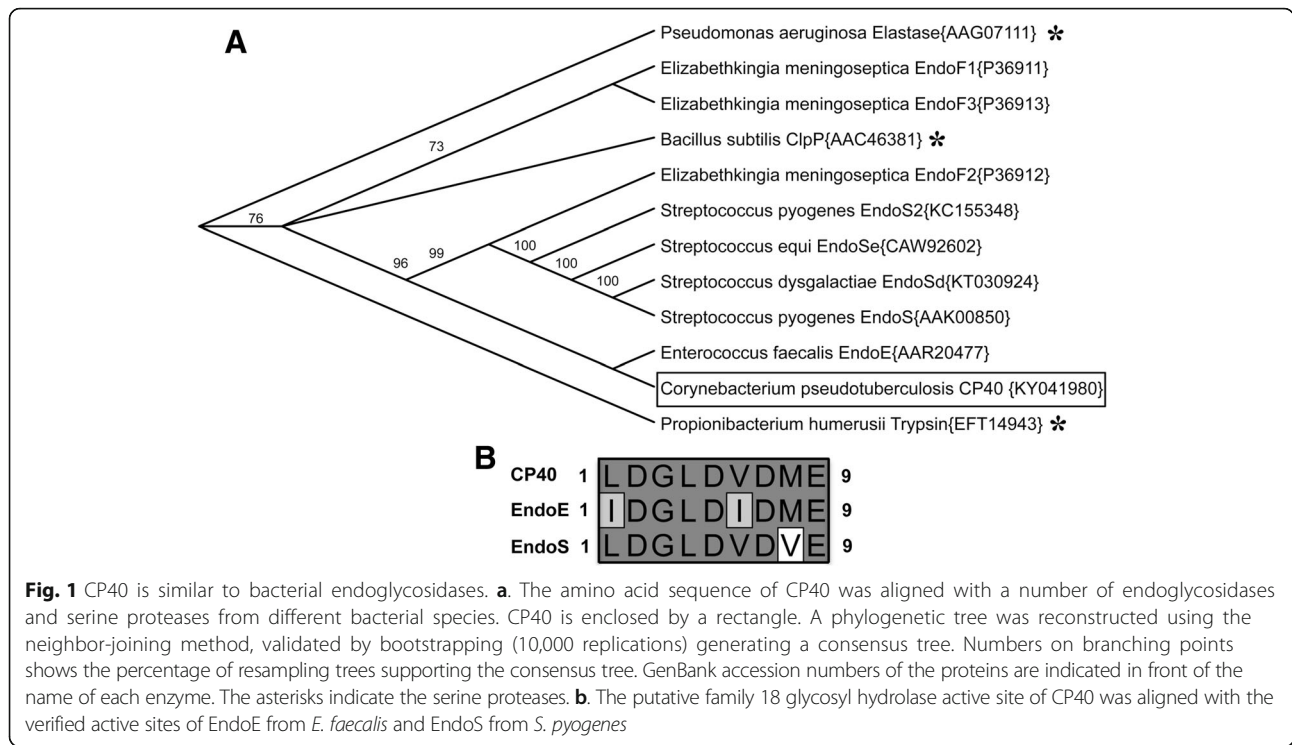 A
Pseudomonas aeruginosa Elastase{AAG07111} *
Elizabethkingia meningoseptica EndoF1{P36911}
Elizabethkingia meningoseptica EndoF3{P36913}
73
Bacillus subtilis ClpP{AAC46381} *
Elizabethkingia meningoseptica EndoF2{P36912}
Streptococcus pyogenes EndoS2{KC155348}
76
99
100
Streptococcus equi EndoSe{CAW92602}
96
100
Streptococcus dysgalactiae EndoSd{KT030924}
100
Streptococcus pyogenes EndoS{AAK00850}
Enterococcus faecalis EndoE{AAR20477}
Corynebacterium pseudotuberculosis CP40 {KY041980}
Propionibacterium humerusii Trypsin{EFT14943} *
B
CP40 1 LDGLDVDME 9
EndoE 1 IDGLDIDME 9
EndoS 1 LDGLDVDVE 9
Fig. 1 CP40 is similar to bacterial endoglycosidases. a. The amino acid sequence of CP40 was aligned with a number of endoglycosidases
and serine proteases from different bacterial species. CP40 is enclosed by a rectangle. A phylogenetic tree was reconstructed using the
neighbor-joining method, validated by bootstrapping (10,000 replications) generating a consensus tree. Numbers on branching points
shows the percentage of resampling trees supporting the consensus tree. GenBank accession numbers of the proteins are indicated in front of the
name of each enzyme. The asterisks indicate the serine proteases. b. The putative family 18 glycosyl hydrolase active site of CP40 was aligned with the
verified active sites of EndoE from E. faecalis and EndoS from S. pyogenes